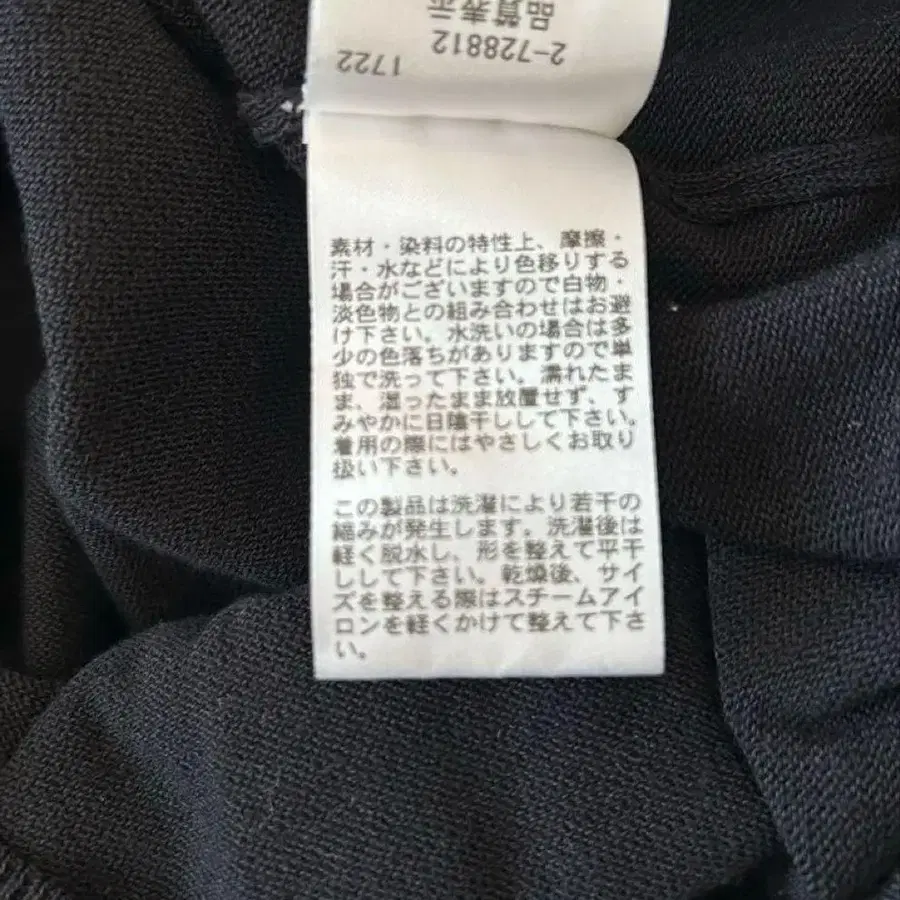 品質表示
2-728812
1722
素材・染料の特性上、摩擦・
汗・水などにより色移りする
場合がございますので白物・
淡色物との組み合わせはお避
け下さい。水洗いの場合は多
少の色落ちがありますので単
独で洗って下さい。濡れたま
ま、湿ったまま放置せず、す
みやかに日陰干しして下さい。
着用の際にはやさしくお取り
扱い下さい。
この製品は洗濯により若干の
縮みが発生します。洗濯後は
軽く脱水し、形を整えて平干
しして下さい。乾燥後、サイ
ズを整える際はスチームアイ
ロンを軽くかけて整えて下さ
い。